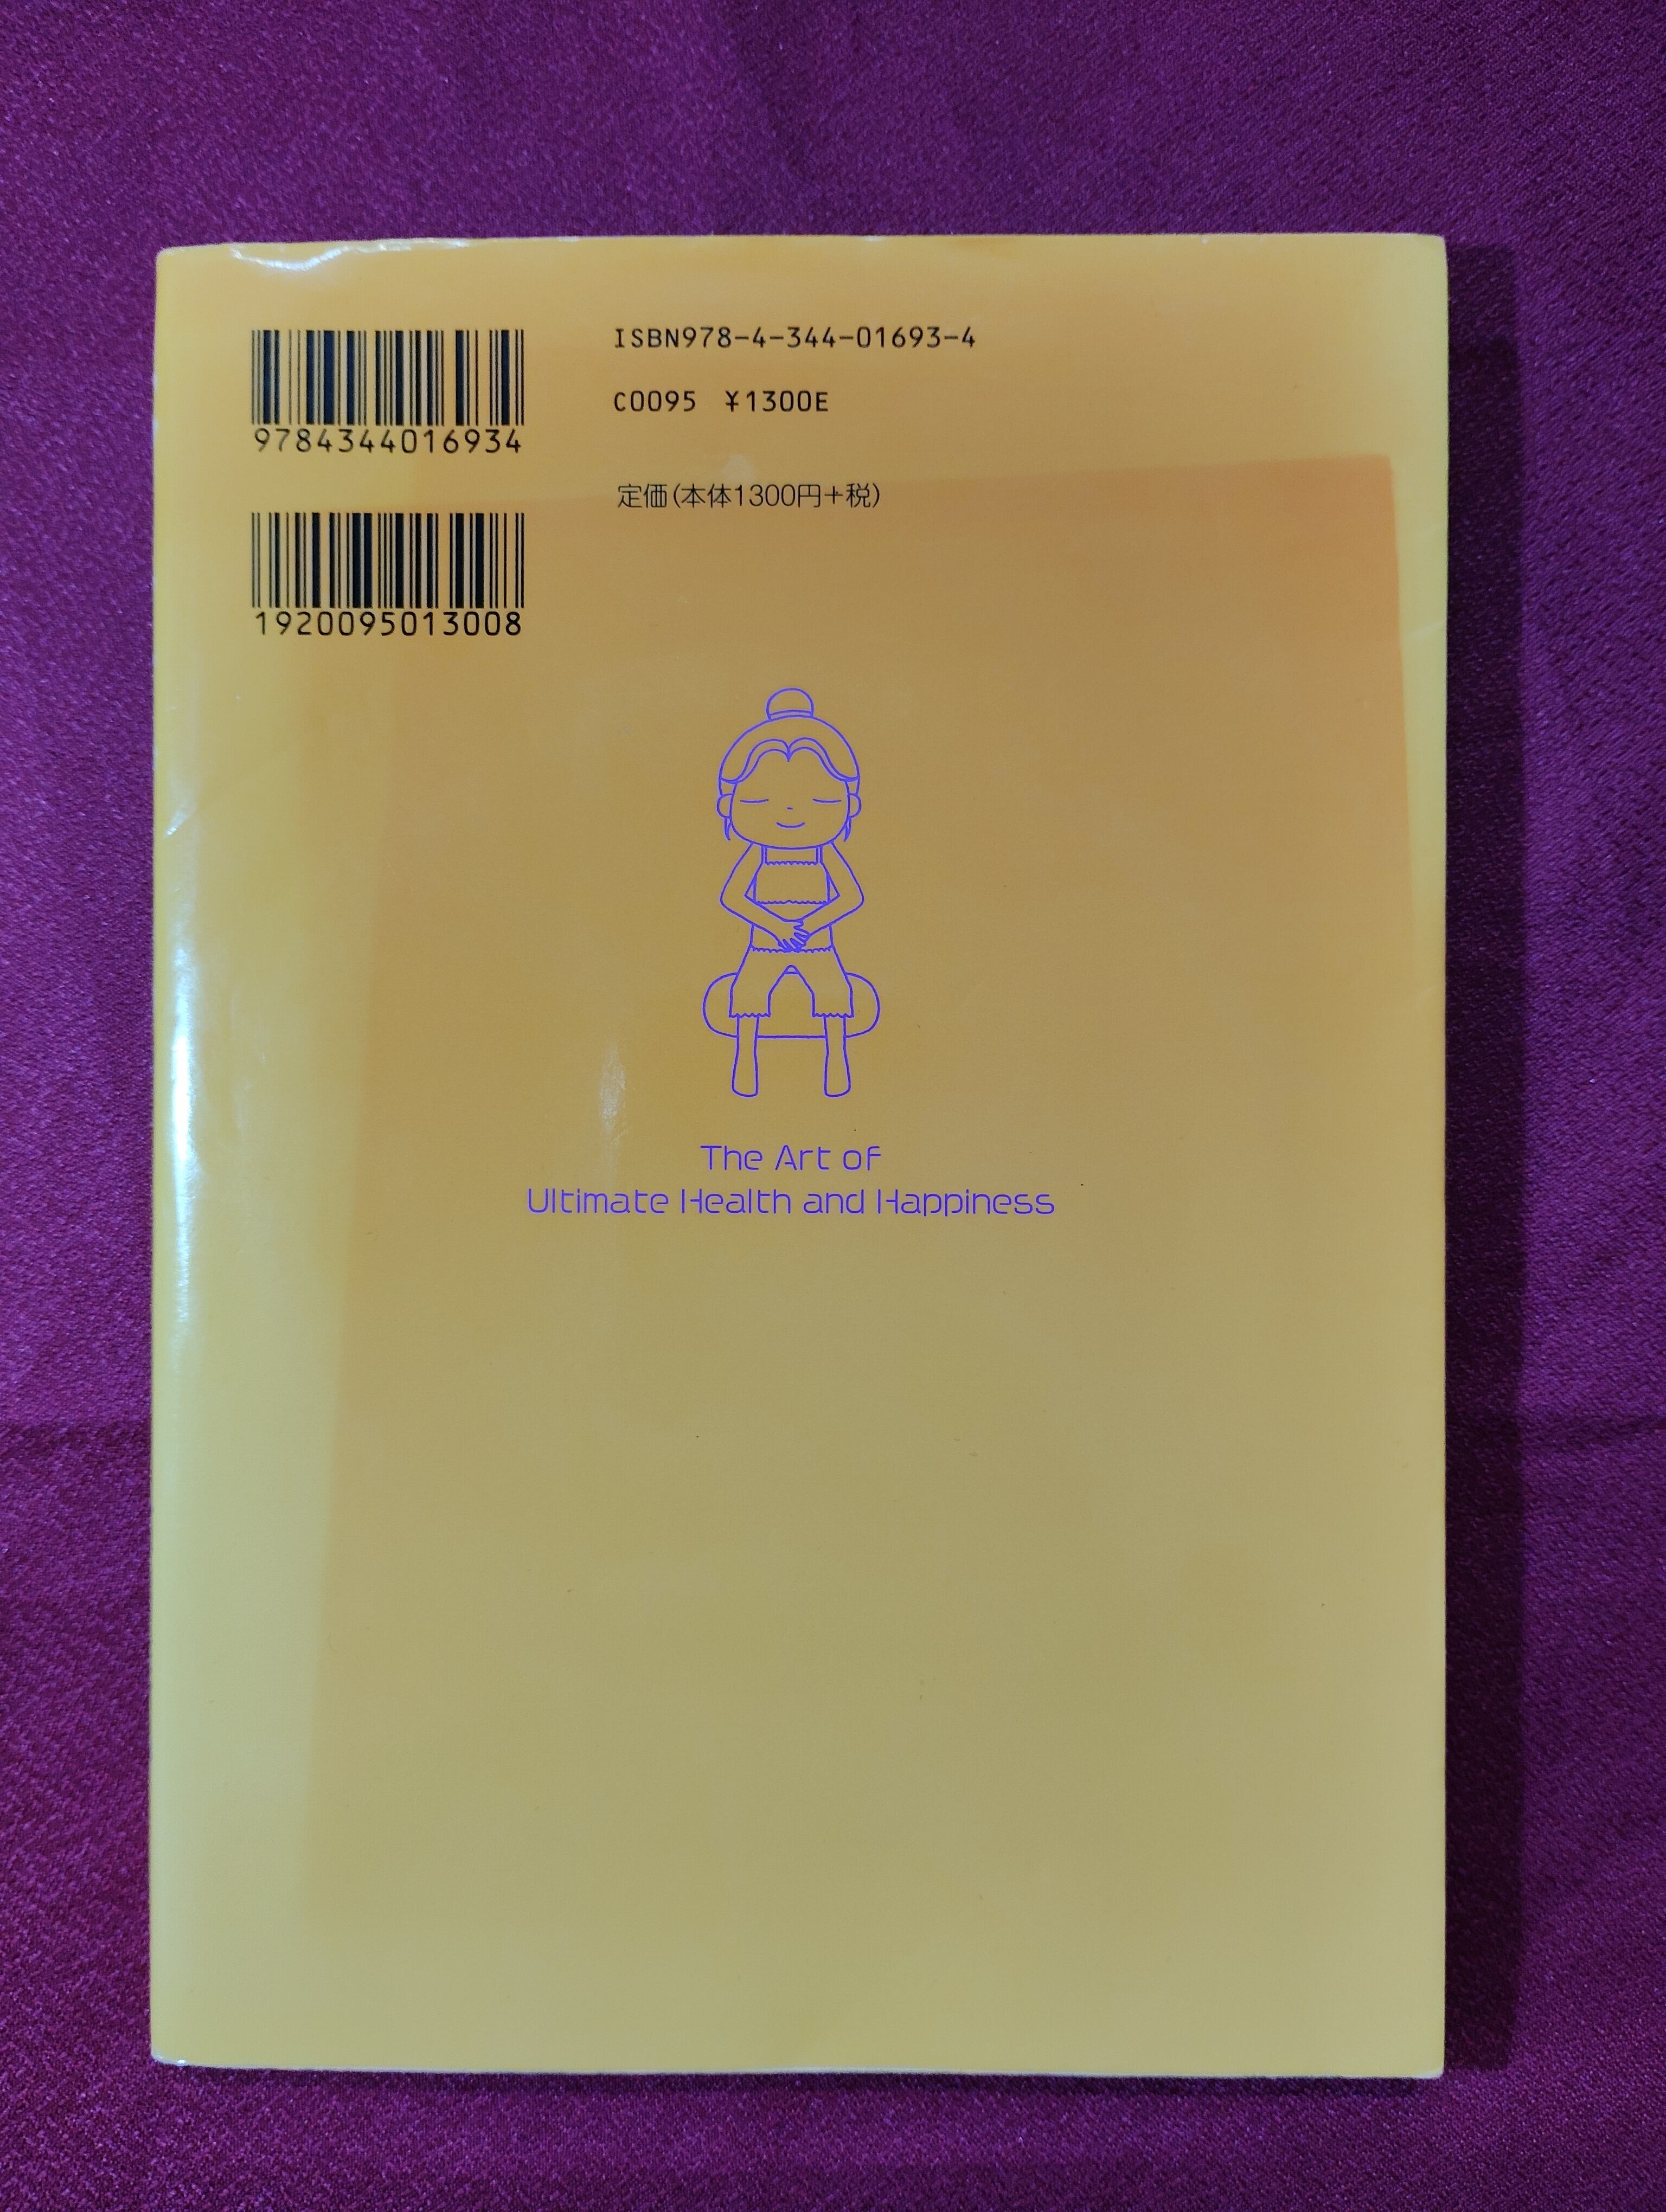 ISBN978-4-344-01693-4
C0095 ¥1300E
9784344016934
定価(本体1300円+税)
1920095013008
The Art of
Ultimate Health and Happiness